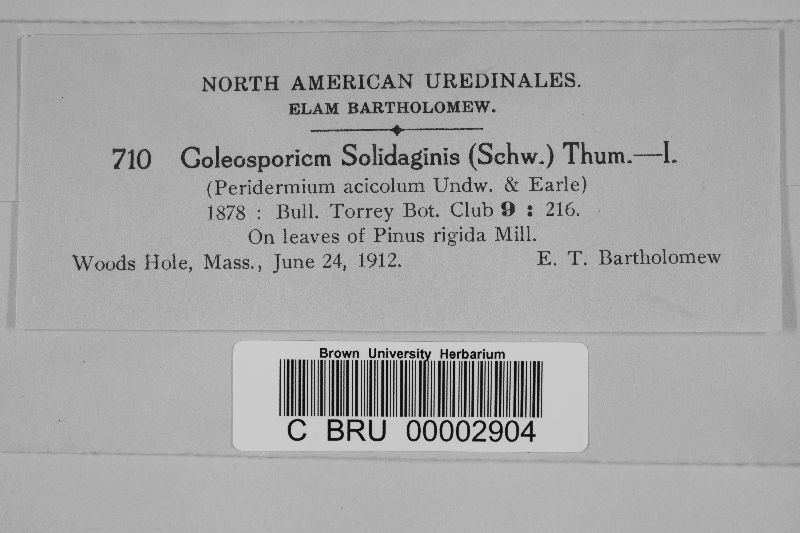 NORTH AMERICAN UREDINALES.
ELAM BARTHOLOMEW.
710 Coleosporicm Solidaginis (Schw.) Thum.—I.
(Peridermium acicolum Undw. & Earle)
1878 : Bull. Torrey Bot. Club 9 : 216.
On leaves of Pinus rigida Mill.
Woods Hole, Mass., June 24, 1912. E. T. Bartholomew
Brown University Herbarium
C BRU 00002904